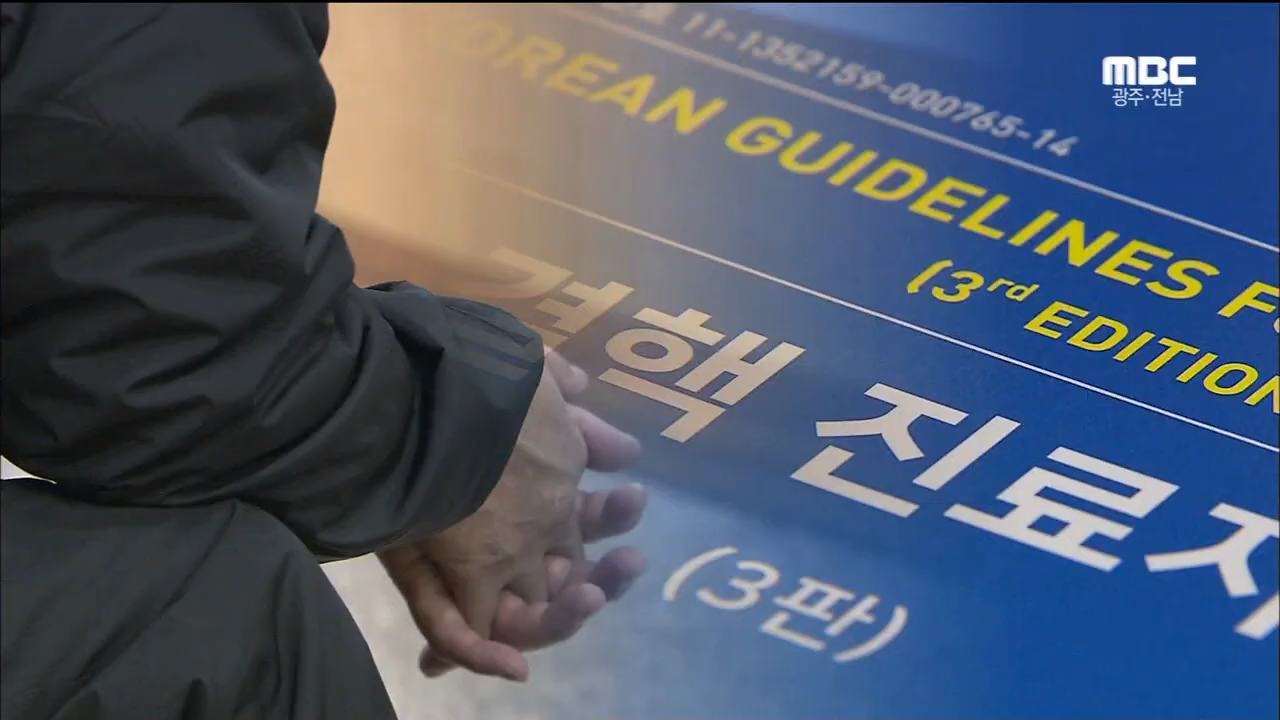 MBC
광주·전남
11-1352159-000765-14
KOREAN GUIDELINES
(3rd EDITION
결핵 진료지
(3판)